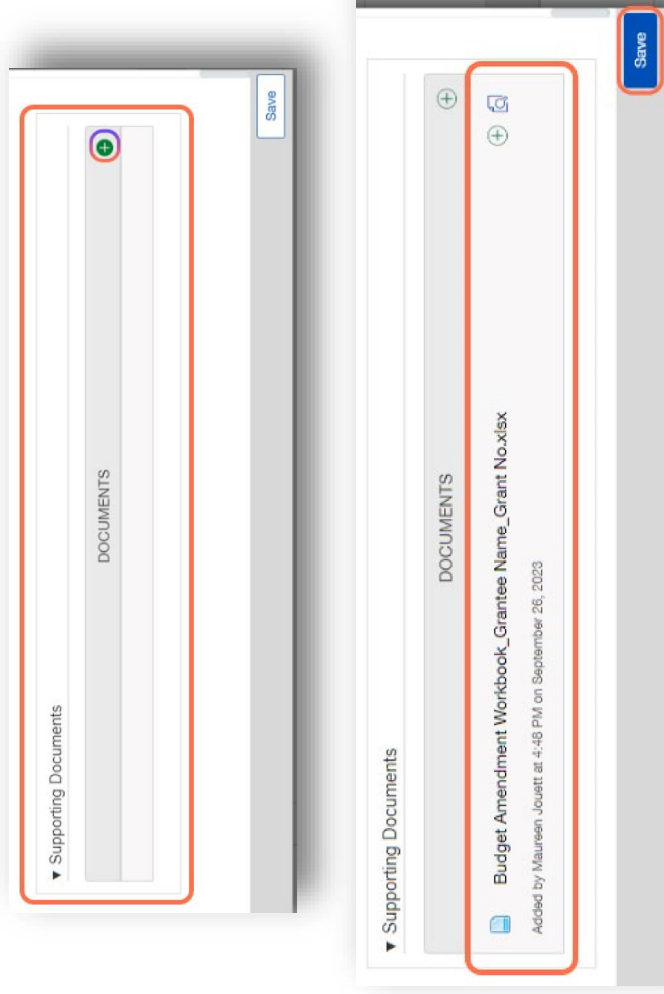 ▾ Supporting Documents
DOCUMENTS
Save
▾ Supporting Documents
DOCUMENTS
Budget Amendment Workbook_Grantee Name_Grant No.xlsx
Added by Maureen Jouett at 4:48 PM on September 26, 2023
Save